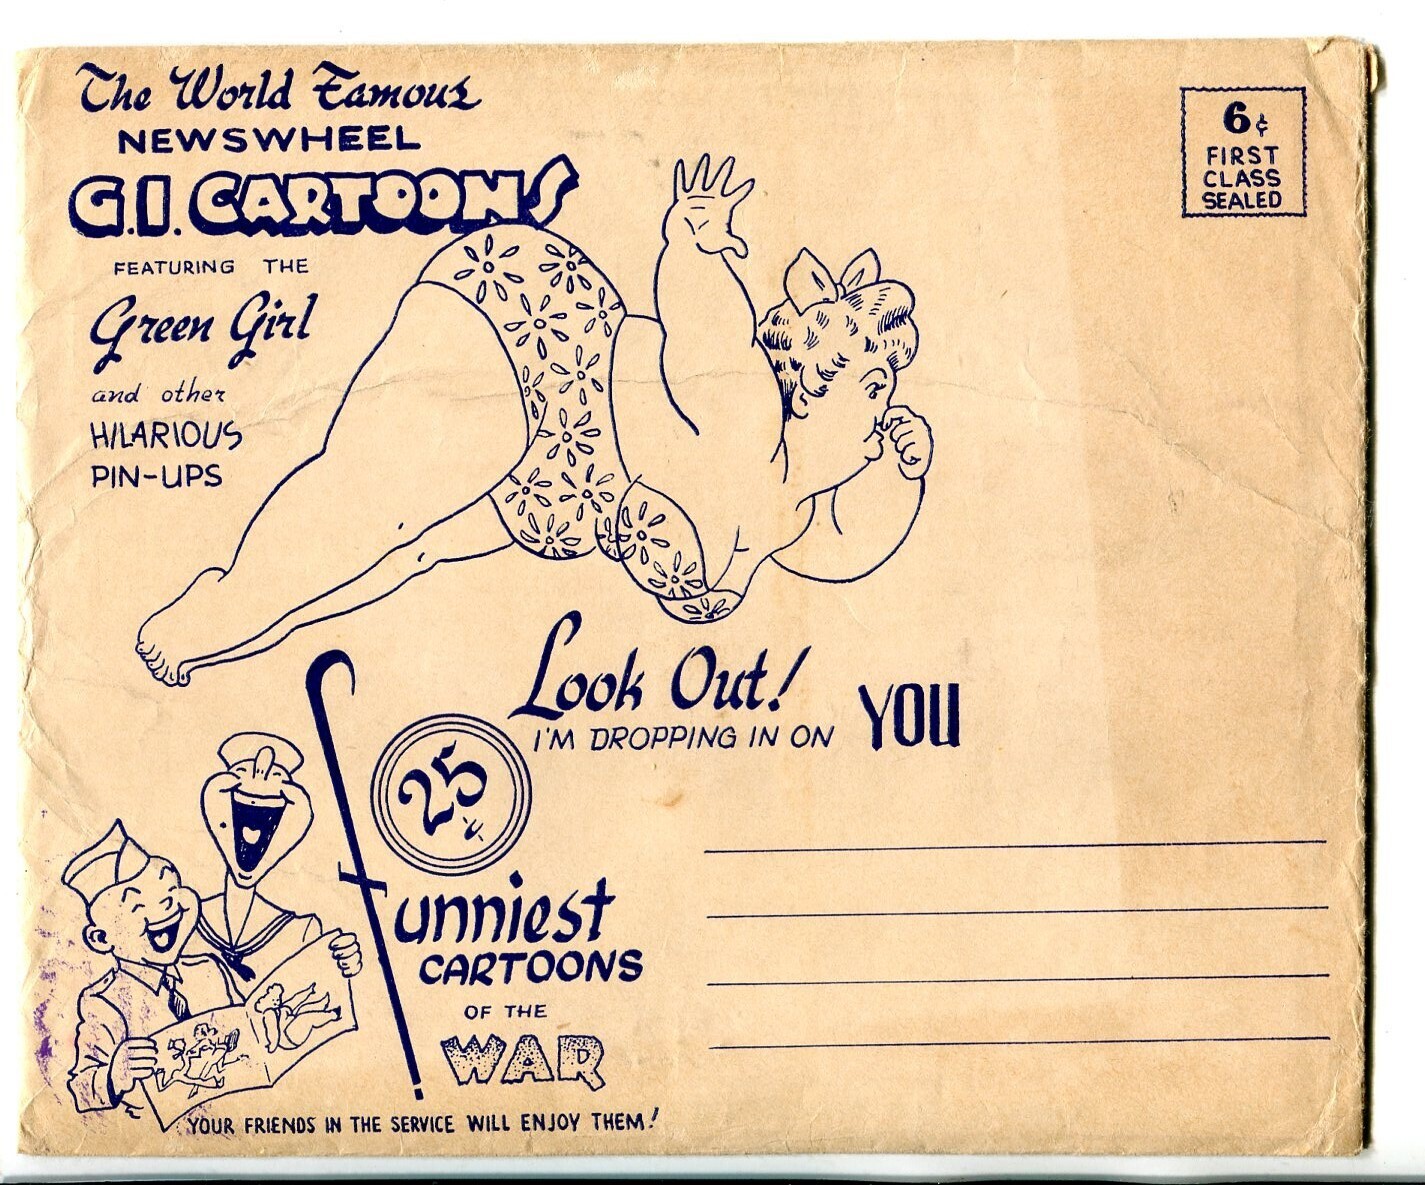 The World Famous
NEWSWHEEL
G.I. CARTOONS
FEATURING THE
Green Girl
and other
HILARIOUS
PIN-UPS
6¢
FIRST
CLASS
SEALED
Look Out!
I'M DROPPING IN ON YOU
25¢
funniest
CARTOONS
OF THE
WAR
YOUR FRIENDS IN THE SERVICE WILL ENJOY THEM!